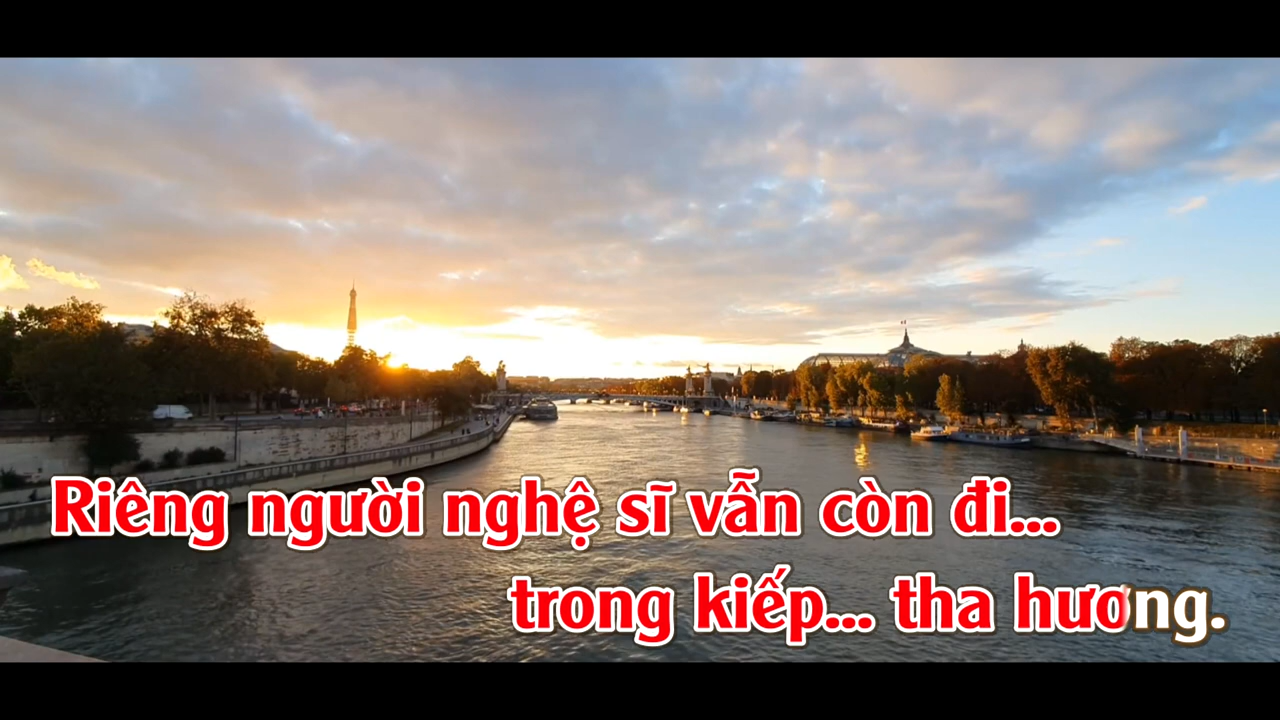 Riêng người nghệ sĩ vẫn còn đi...
trong kiếp... tha hương.